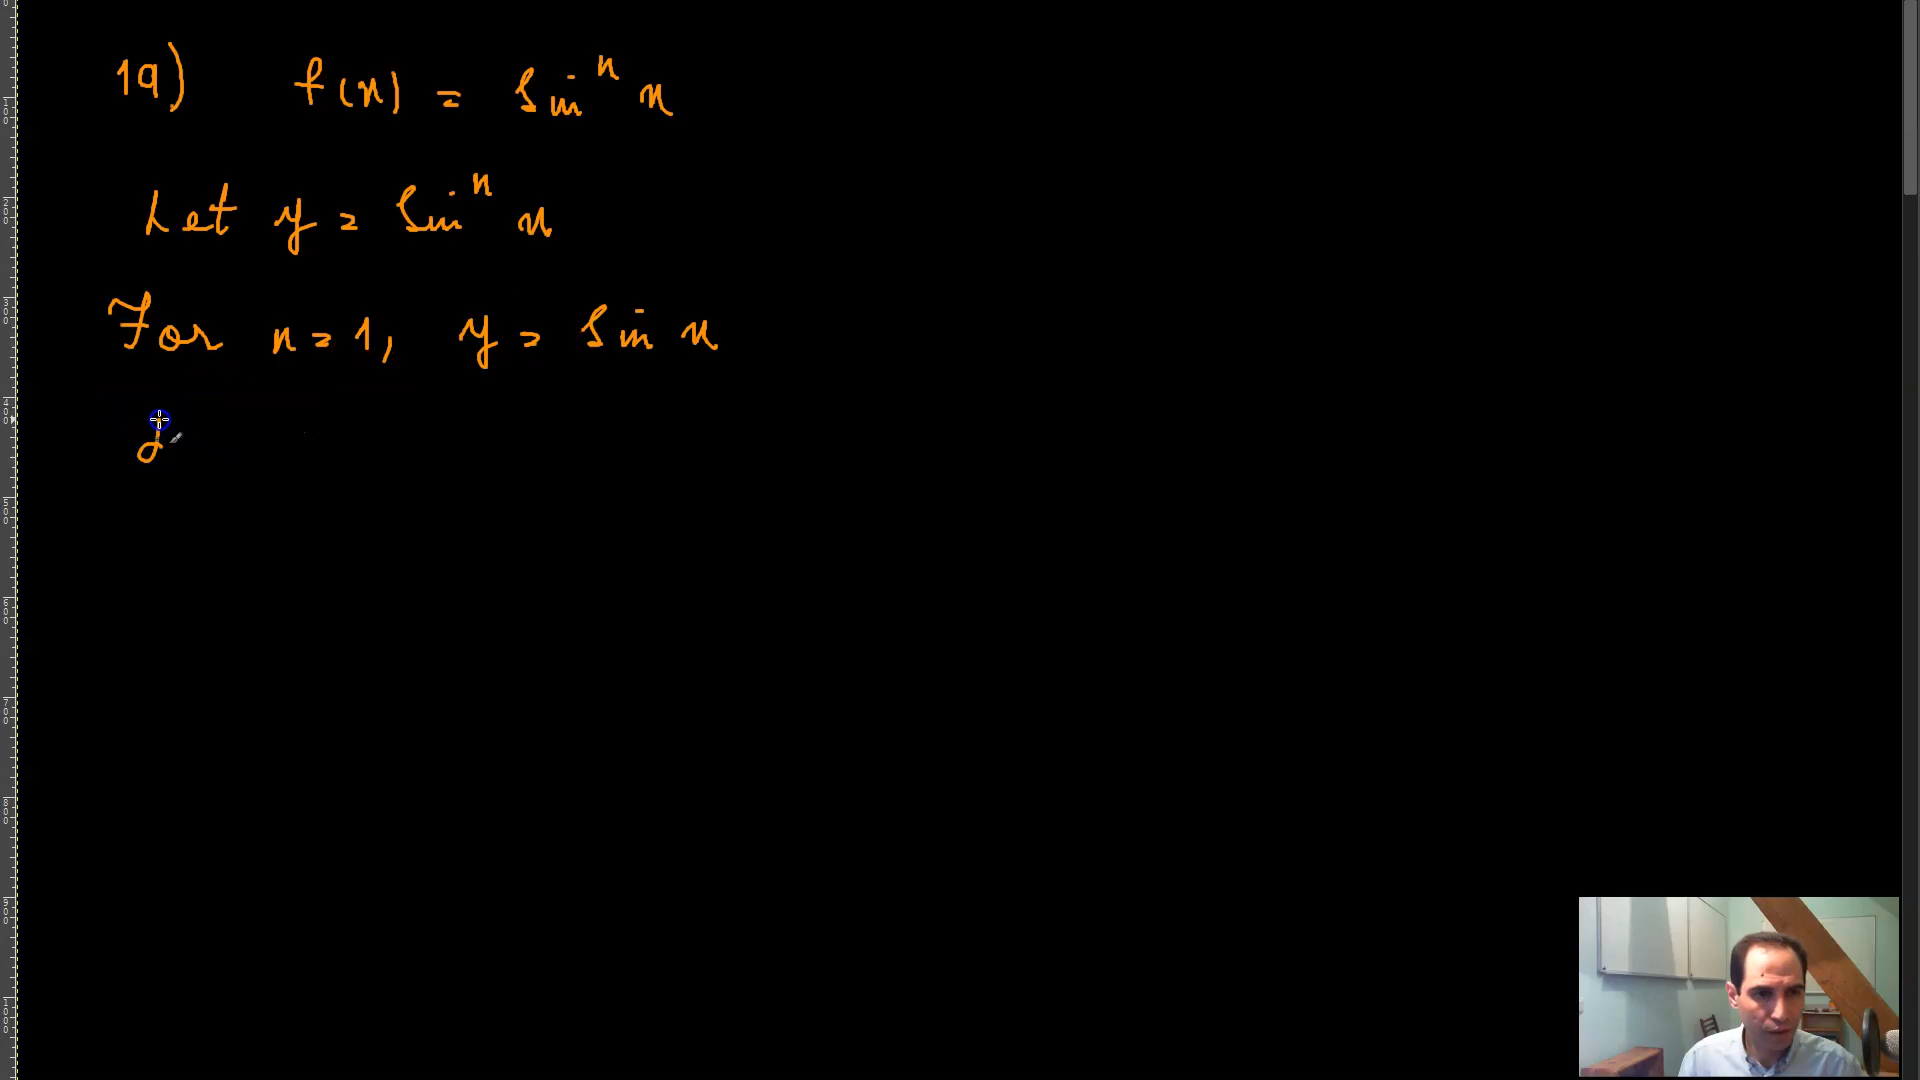 19) f(x) = sinⁿ x
Let y = sinⁿ x
For n = 1, y = sin x
d